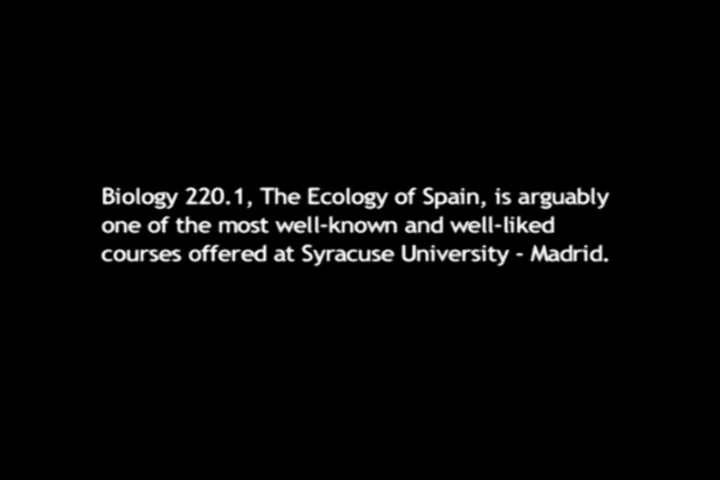 Biology 220.1, The Ecology of Spain, is arguably
one of the most well-known and well-liked
courses offered at Syracuse University - Madrid.